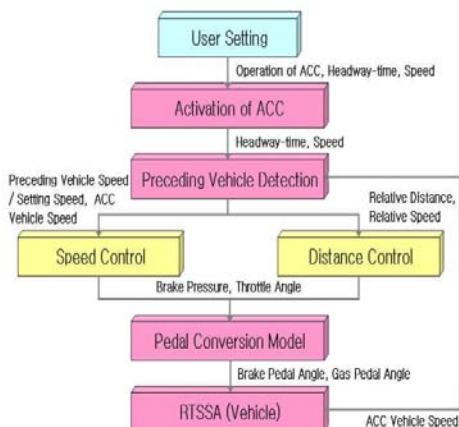 User Setting
Operation of ACC, Headway-time, Speed
Activation of ACC
Headway-time, Speed
Preceding Vehicle Detection
Preceding Vehicle Speed
/ Setting Speed, ACC
Vehicle Speed
Relative Distance,
Relative Speed
Speed Control
Distance Control
Brake Pressure, Throttle Angle
Pedal Conversion Model
Brake Pedal Angle, Gas Pedal Angle
RTSSA (Vehicle)
ACC Vehicle Speed